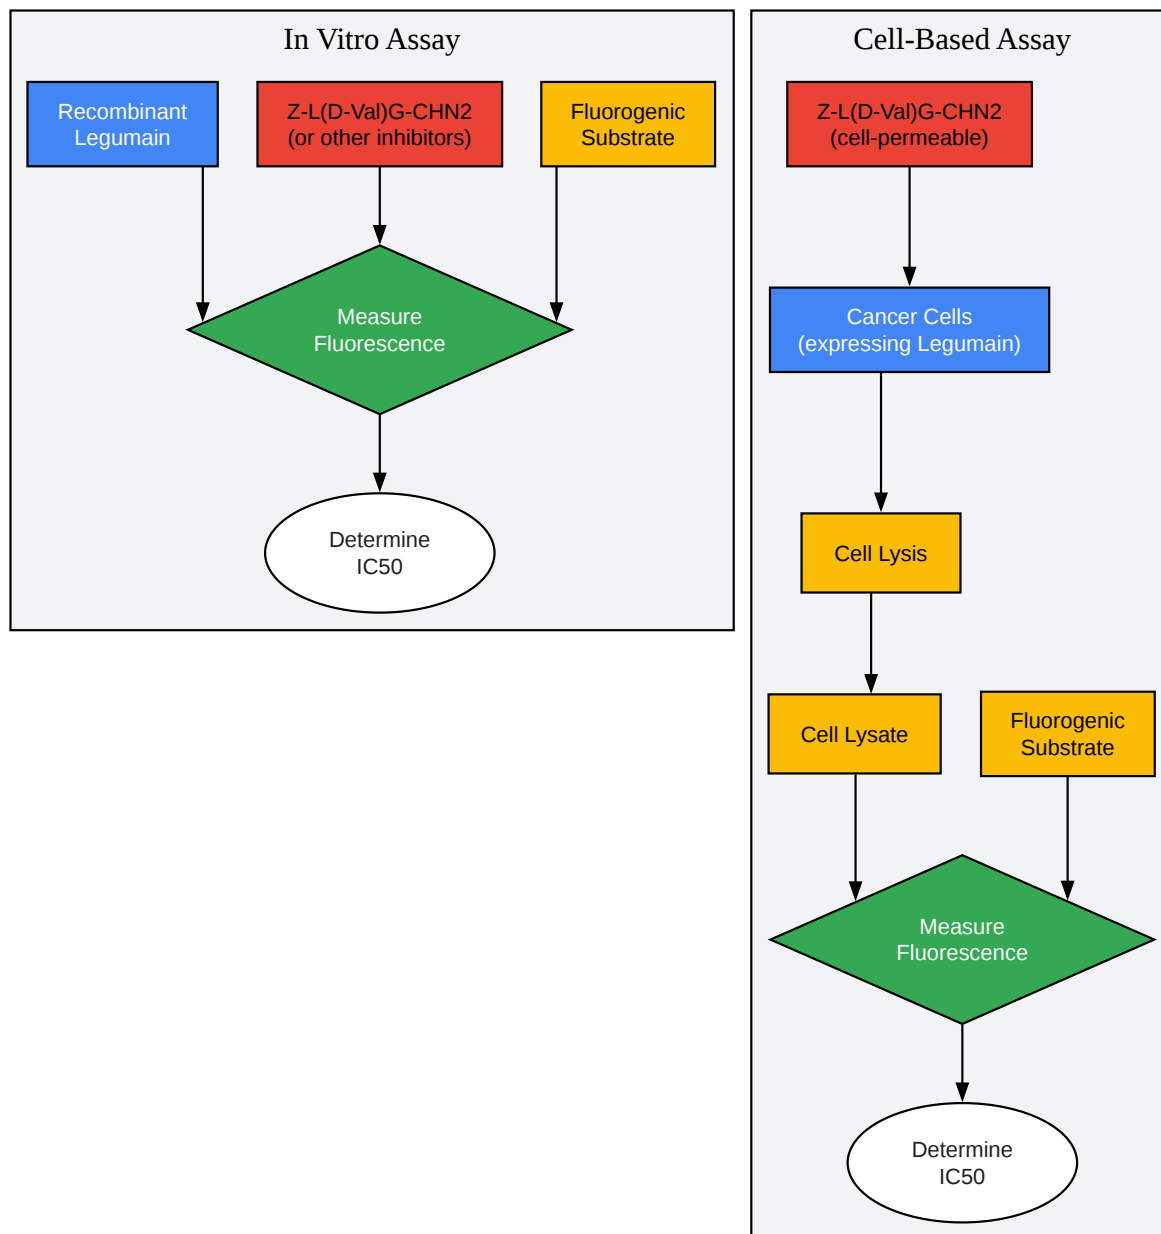 In Vitro Assay
Recombinant
Legumain
Z-L(D-Val)G-CHN2
(or other inhibitors)
Fluorogenic
Substrate
Measure
Fluorescence
Determine
IC50
Cell-Based Assay
Z-L(D-Val)G-CHN2
(cell-permeable)
Cancer Cells
(expressing Legumain)
Cell Lysis
Cell Lysate
Fluorogenic
Substrate
Measure
Fluorescence
Determine
IC50